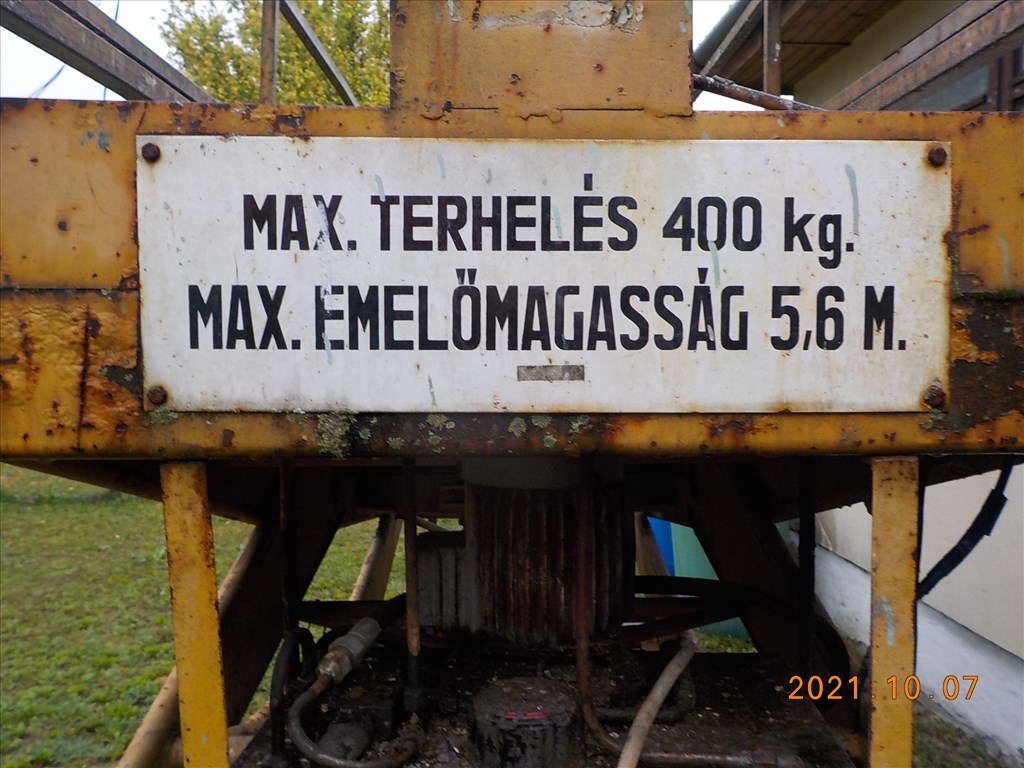 MAX. TERHELÉS 400 kg.
MAX. EMELŐMAGASSÁG 5,6 M.
2021.10.07